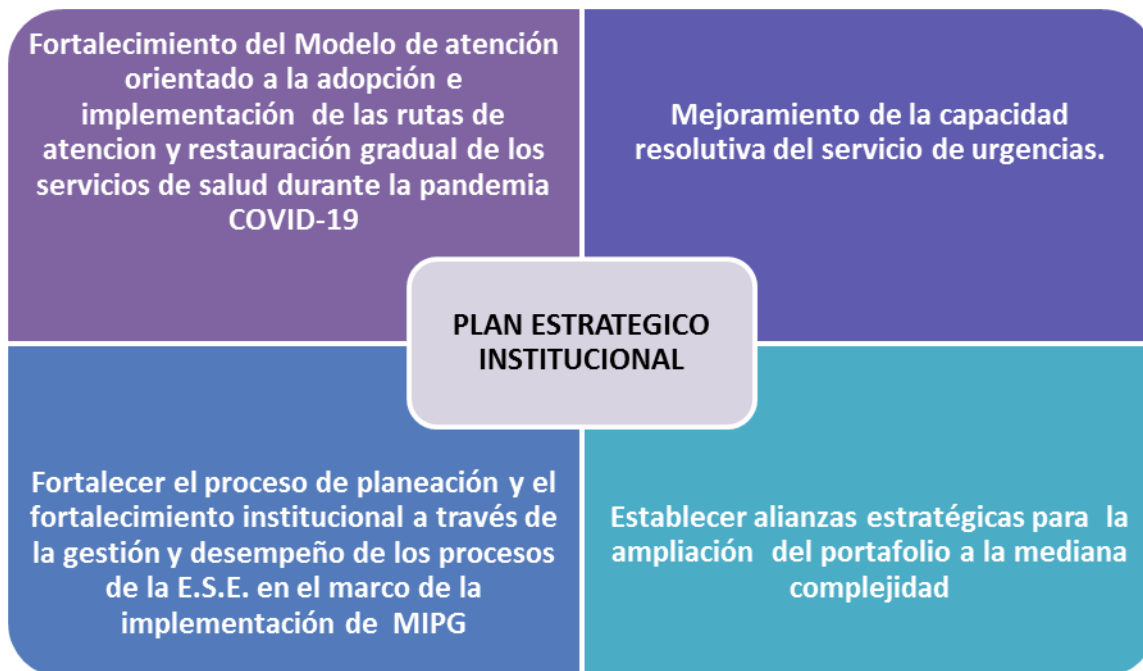 Fortalecimiento del Modelo de atención
orientado a la adopción e
implementación de las rutas de
atencion y restauración gradual de los
servicios de salud durante la pandemia
COVID-19
Mejoramiento de la capacidad
resolutiva del servicio de urgencias.
PLAN ESTRATEGICO
INSTITUCIONAL
Fortalecer el proceso de planeación y el
fortalecimiento institucional a través de
la gestión y desempeño de los procesos
de la E.S.E. en el marco de la
implementación de MIPG
Establecer alianzas estratégicas para la
ampliación del portafolio a la mediana
complejidad